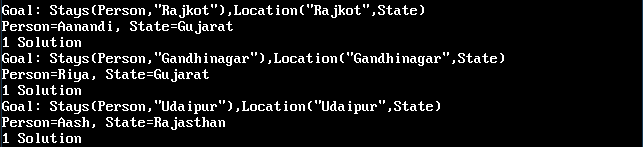 Goal: Stays(Person,"Rajkot"),Location("Rajkot",State)
Person=Aanandi, State=Gujarat
1 Solution
Goal: Stays(Person,"Gandhinagar"),Location("Gandhinagar",State)
Person=Riya, State=Gujarat
1 Solution
Goal: Stays(Person,"Udaipur"),Location("Udaipur",State)
Person=Aash, State=Rajasthan
1 Solution